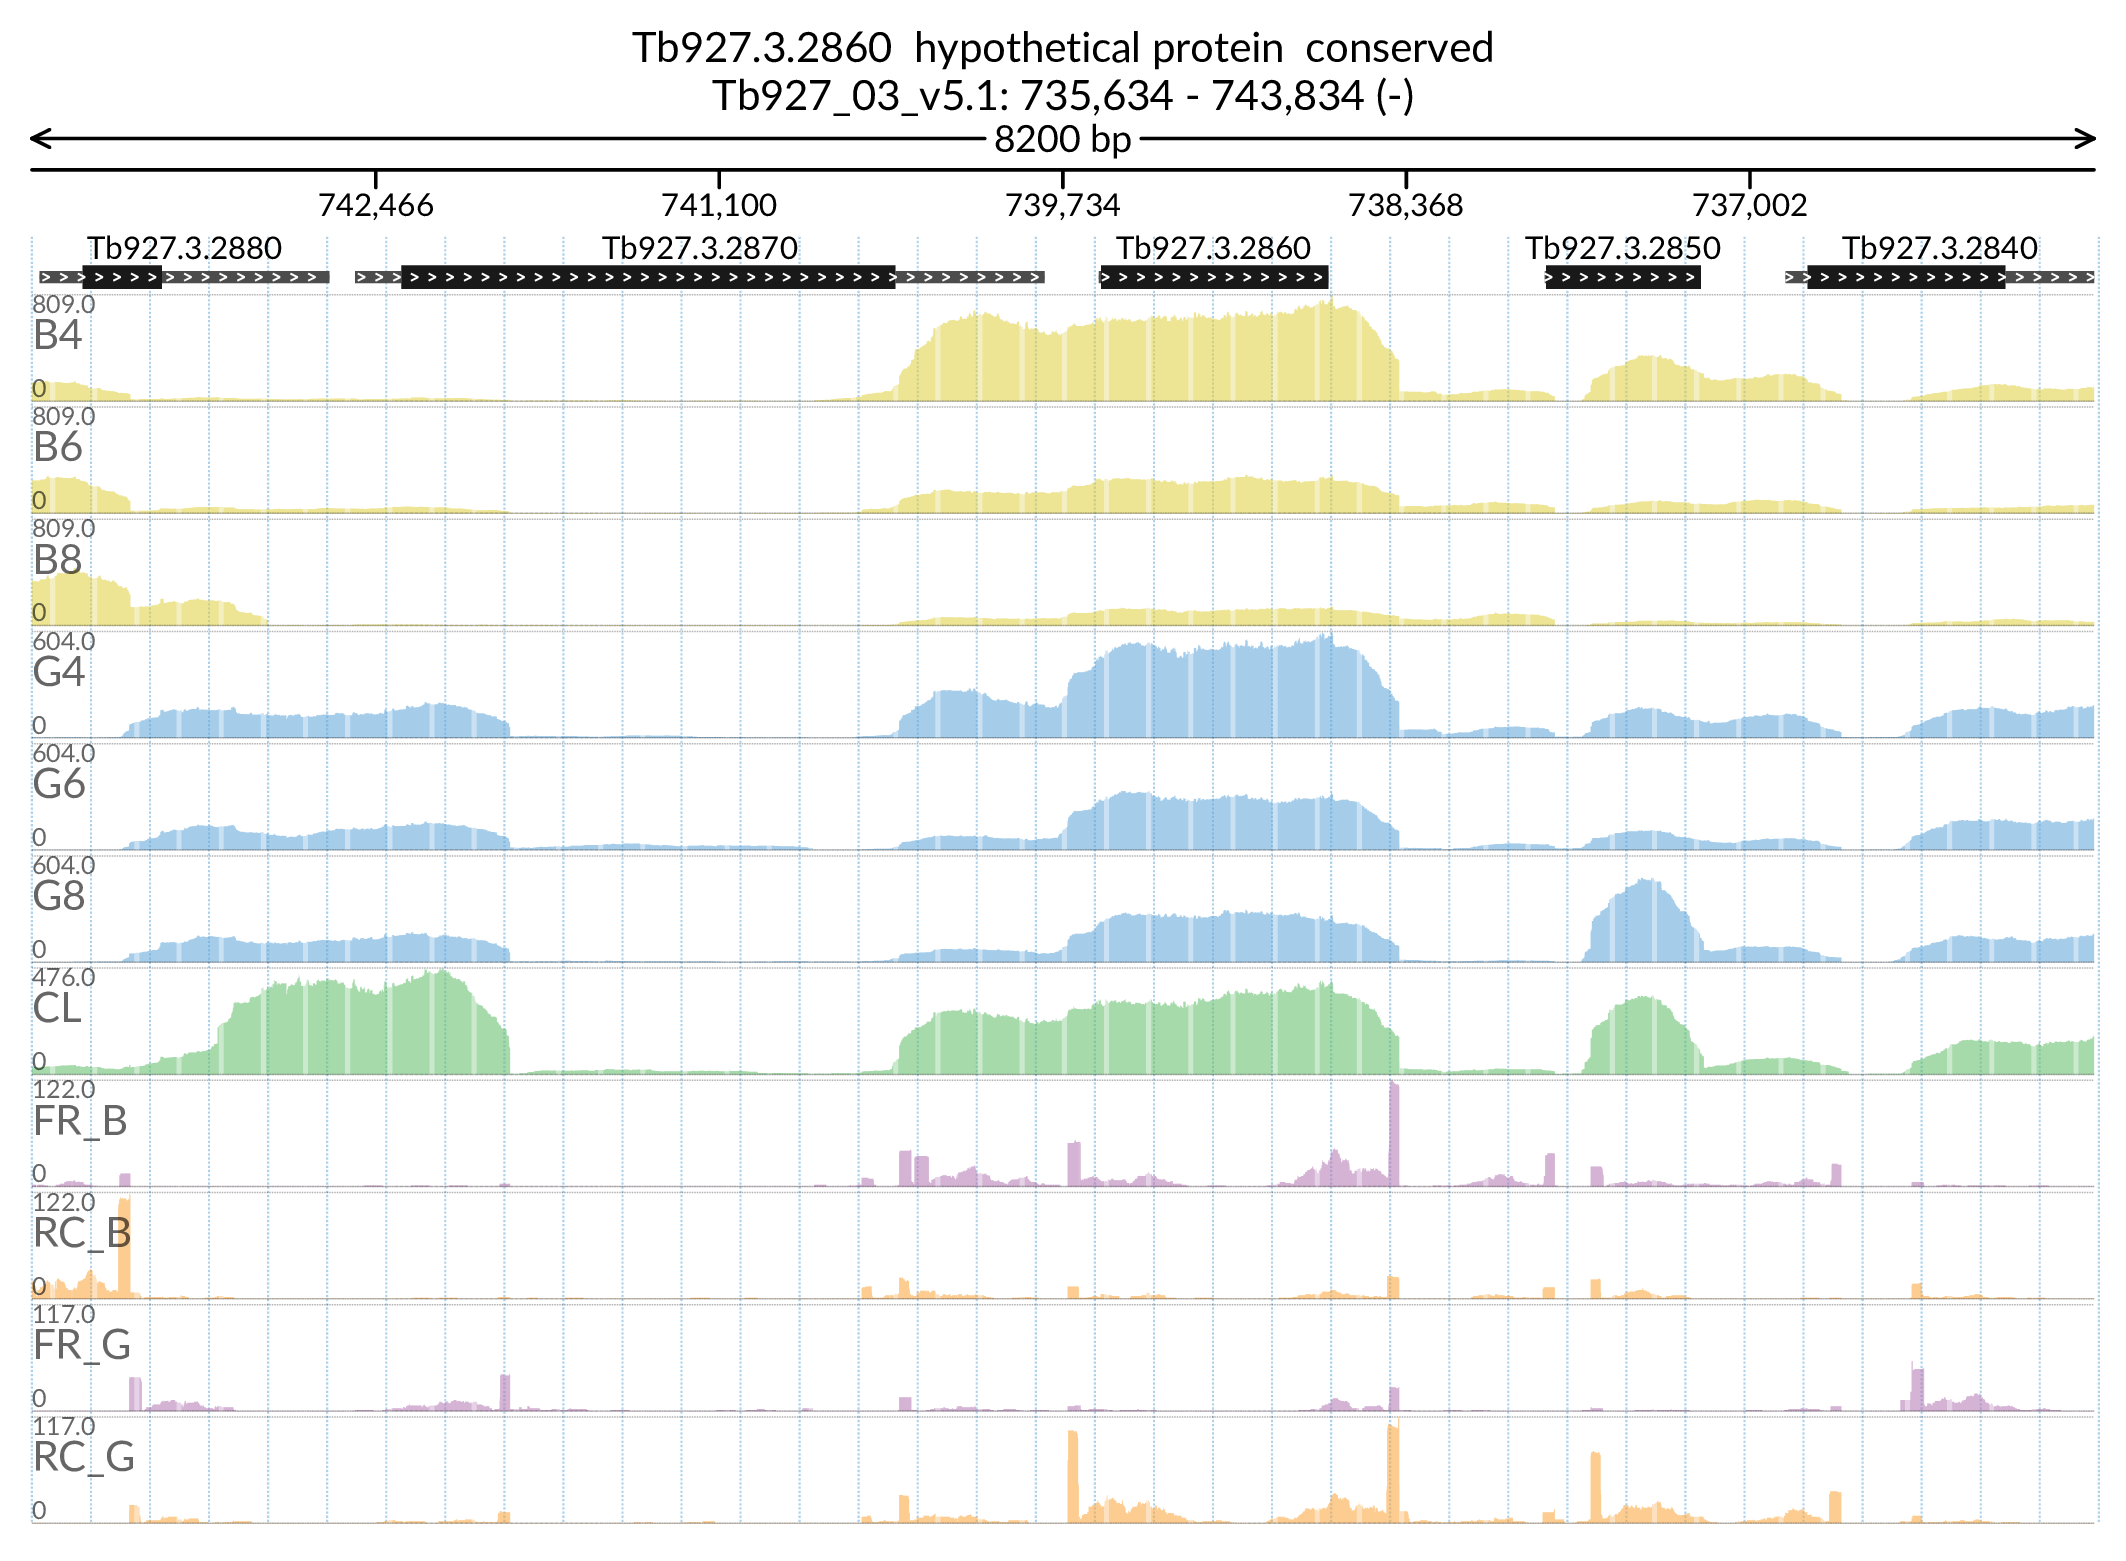 Tb927.3.2860 hypothetical protein conserved
Tb927_03_v5.1: 735,634 - 743,834 (-)
8200 bp
742,466 741,100 739,734 738,368 737,002
Tb927.3.2880 Tb927.3.2870 Tb927.3.2860 Tb927.3.2850 Tb927.3.2840
809.0
B4
0
809.0
B6
0
809.0
B8
0
604.0
G4
0
604.0
G6
0
604.0
G8
0
476.0
CL
0
122.0
FR_B
0
122.0
RC_B
0
117.0
FR_G
0
117.0
RC_G
0